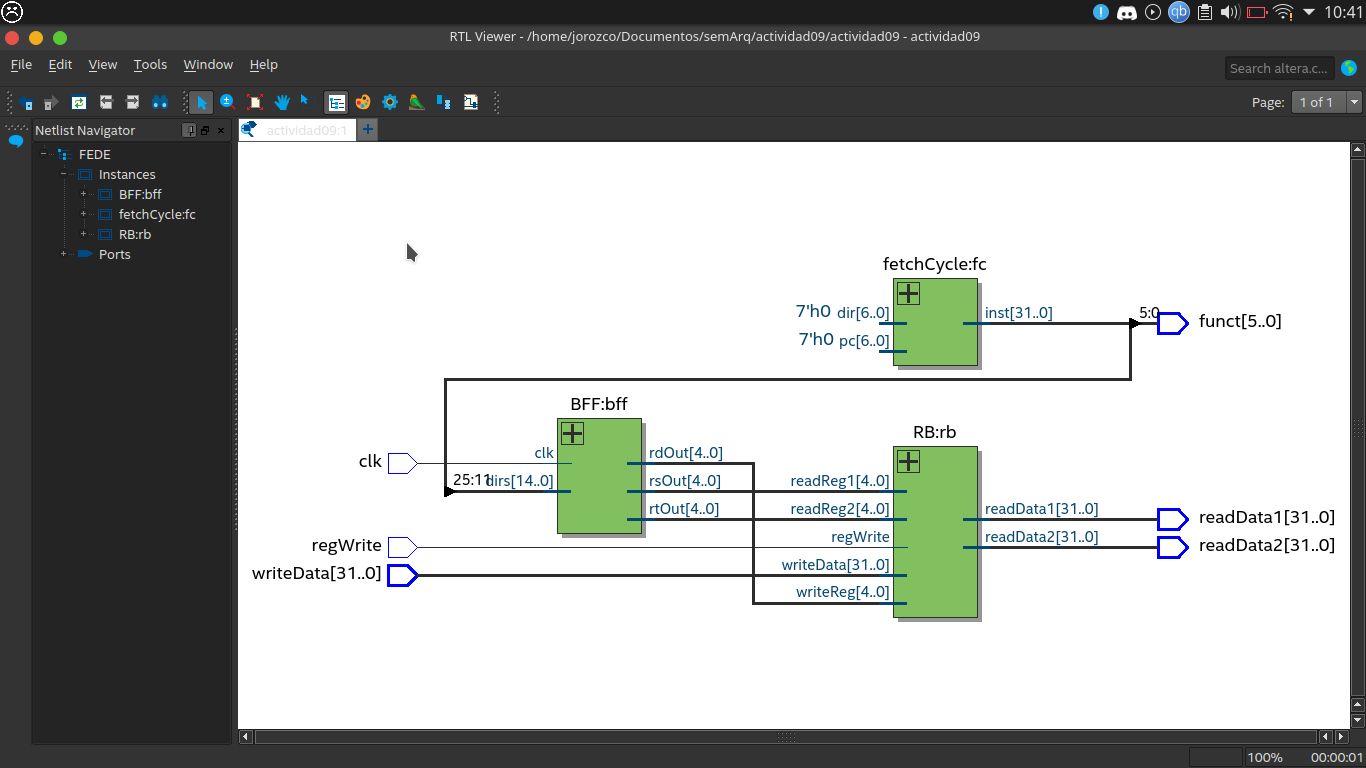 10:41
RTL Viewer - /home/jorozco/Documentos/semArq/actividad09/actividad09 - actividad09
File Edit View Tools Window Help
Search altera.c...
Page: 1 of 1
Netlist Navigator
actividad09:1
FEDE
Instances
BFF:bff
fetchCycle:fc
RB:rb
Ports
fetchCycle:fc
7'h0 dir[6..0] inst[31..0] 5:0 funct[5..0]
7'h0 pc[6..0]
BFF:bff
RB:rb
clk clk rdOut[4..0]
25:11 dirs[14..0] rsOut[4..0] readReg1[4..0]
rtOut[4..0] readReg2[4..0] readData1[31..0] readData1[31..0]
regWrite regWrite readData2[31..0] readData2[31..0]
writeData[31..0] writeData[31..0]
writeReg[4..0]
100% 00:00:01